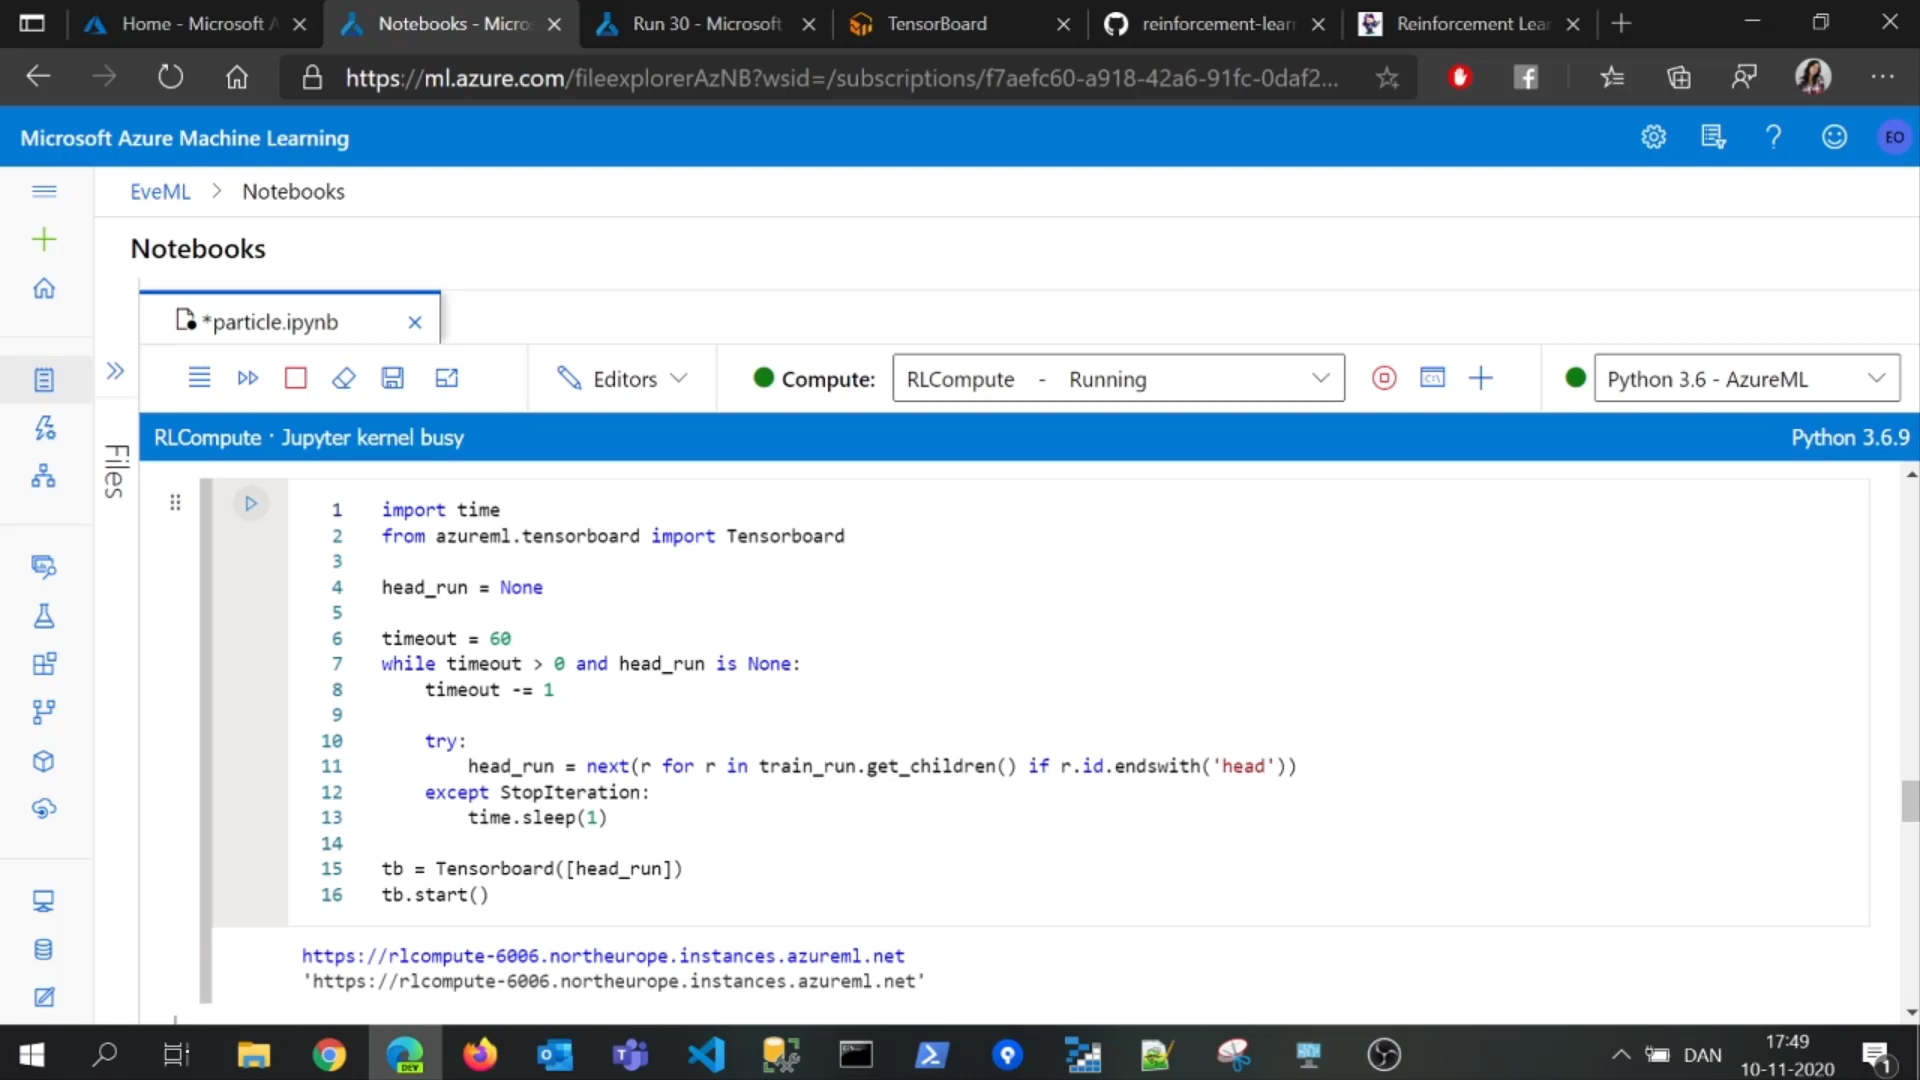 Home - Microsoft A
Notebooks - Micros
Run 30 - Microsoft
TensorBoard
reinforcement-learn
Reinforcement Lea
https://ml.azure.com/fileexplorerAzNB?wsid=/subscriptions/f7aefc60-a918-42a6-91fc-0daf2...
Microsoft Azure Machine Learning
EO
EveML > Notebooks
Notebooks
*particle.ipynb
Editors
Compute:
RLCompute - Running
Python 3.6 - AzureML
RLCompute · Jupyter kernel busy
Python 3.6.9
Files
1 import time
2 from azureml.tensorboard import Tensorboard
3
4 head_run = None
5
6 timeout = 60
7 while timeout > 0 and head_run is None:
8 timeout -= 1
9
10 try:
11 head_run = next(r for r in train_run.get_children() if r.id.endswith('head'))
12 except StopIteration:
13 time.sleep(1)
14
15 tb = Tensorboard([head_run])
16 tb.start()
https://rlcompute-6006.northeurope.instances.azureml.net
'https://rlcompute-6006.northeurope.instances.azureml.net'
DEV
DAN
17:49
10-11-2020
1